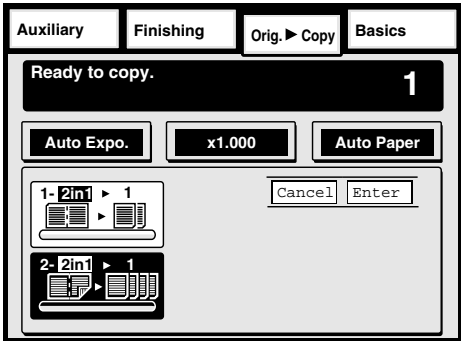 Auxiliary Finishing Orig. ▶ Copy Basics
Ready to copy. 1
Auto Expo. x1.000 Auto Paper
1- 2in1 ▶ 1 Cancel Enter
2- 2in1 ▶ 1